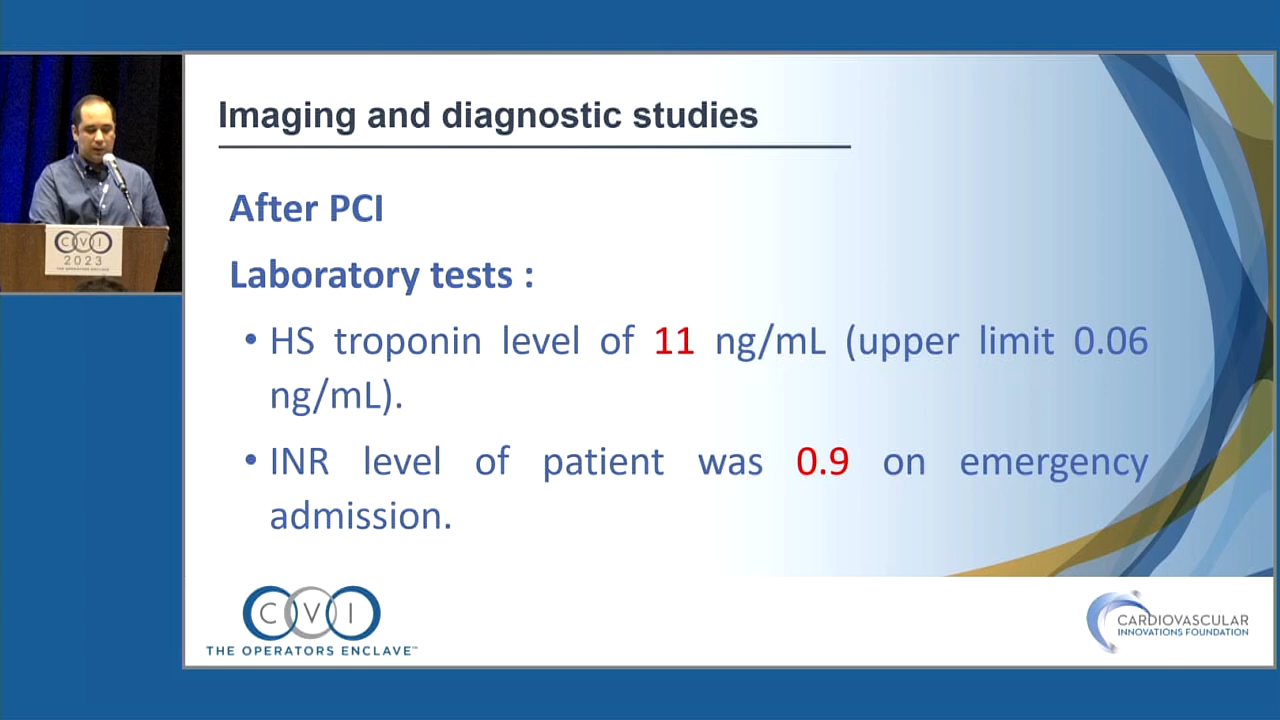 Imaging and diagnostic studies
After PCI
Laboratory tests :
• HS troponin level of 11 ng/mL (upper limit 0.06
ng/mL).
• INR level of patient was 0.9 on emergency
admission.
CVI
2023
THE OPERATORS ENCLAVE
CVI
THE OPERATORS ENCLAVE™
CARDIOVASCULAR
INNOVATIONS FOUNDATION